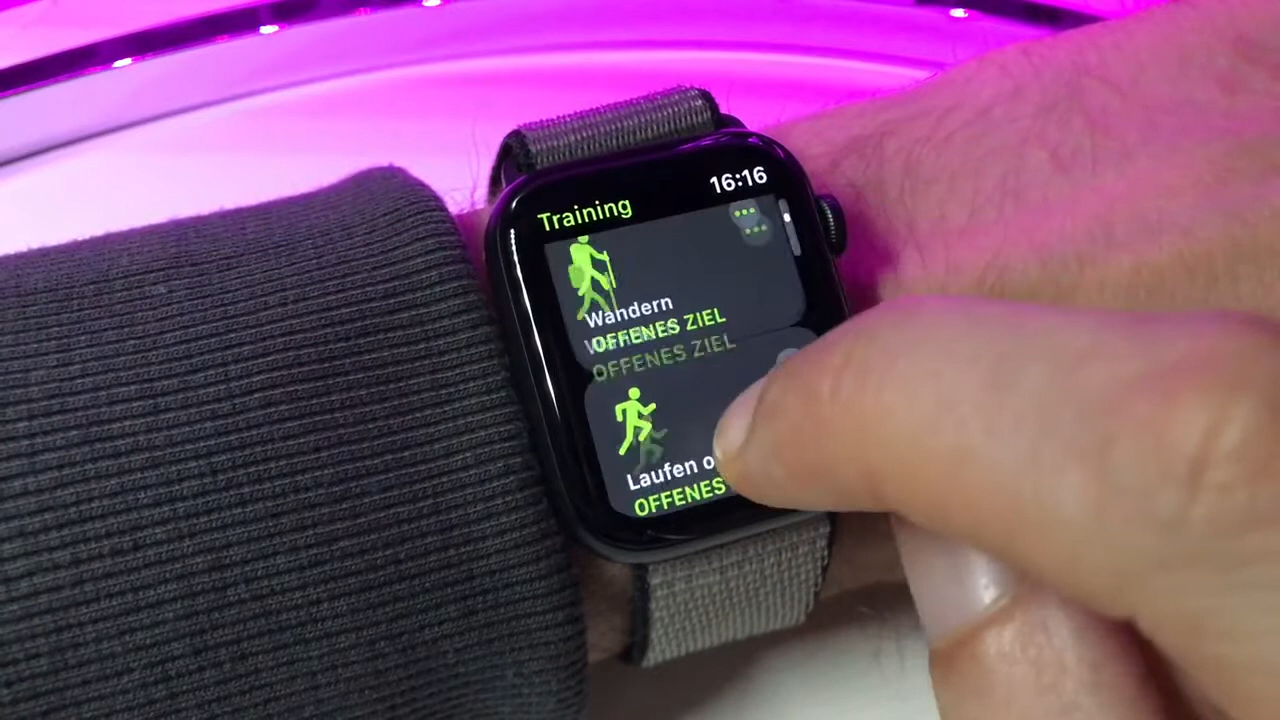 16:16
Training
Wandern
OFFENES ZIEL
OFFENES ZIEL
Laufen o
OFFENES